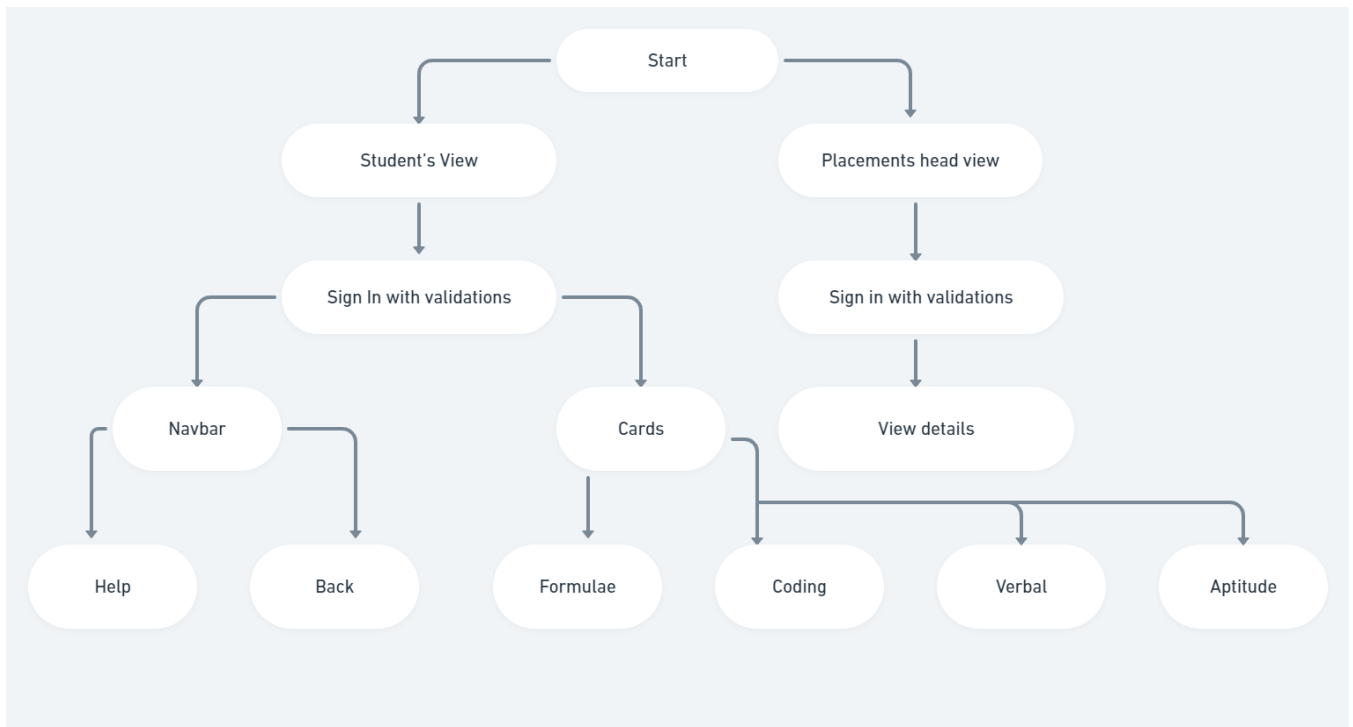 Start
Student's View
Placements head view
Sign In with validations
Sign in with validations
Navbar
Cards
View details
Help
Back
Formulae
Coding
Verbal
Aptitude